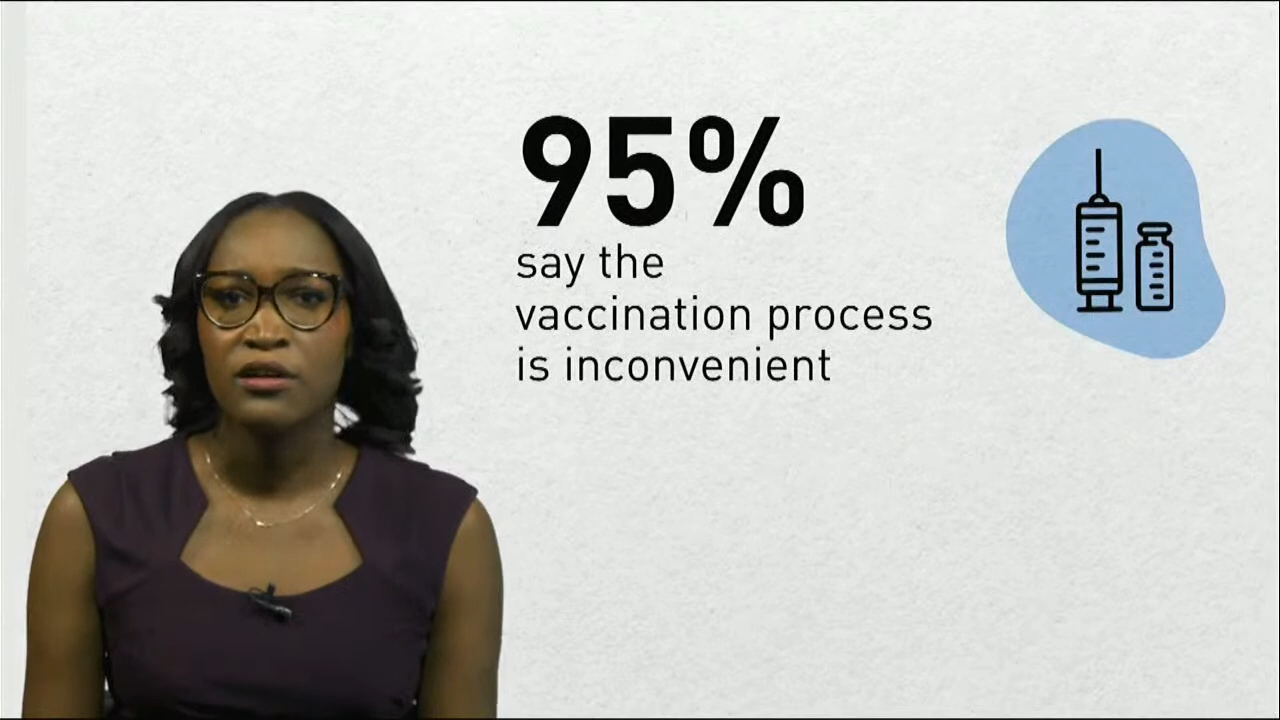 95%
say the
vaccination process
is inconvenient